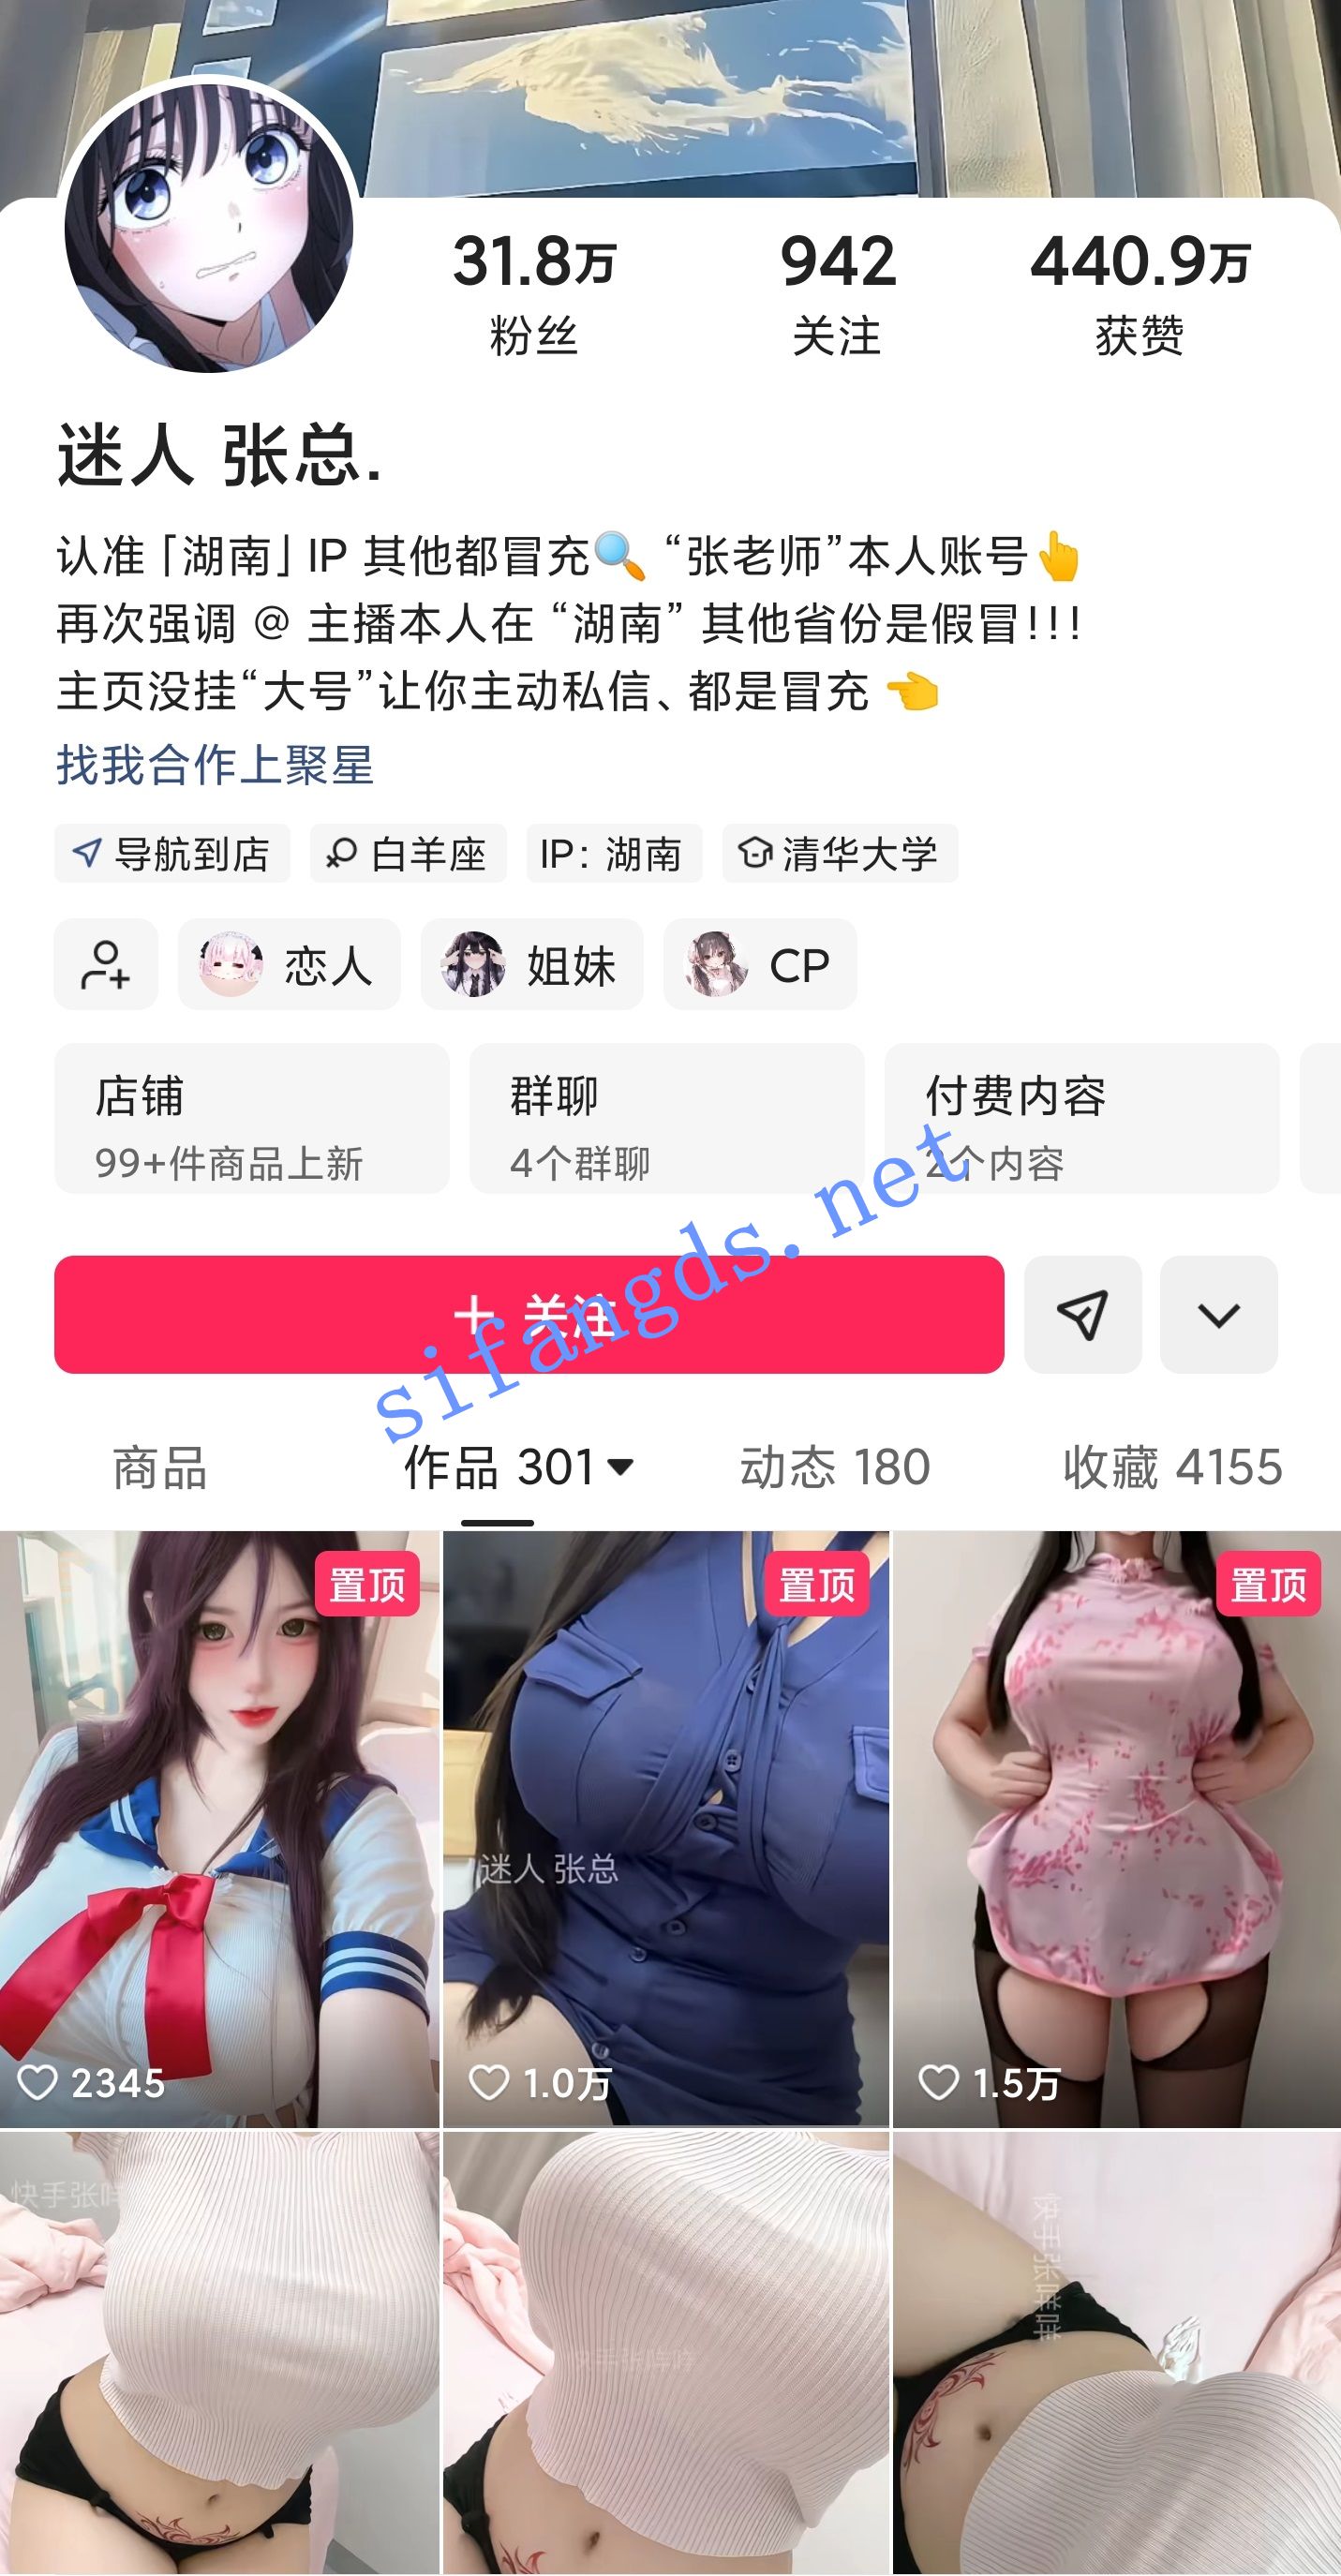 31.8万 942 440.9万
粉丝 关注 获赞
迷人 张总.
认准「湖南」IP 其他都冒充🔍 “张老师”本人账号👆
再次强调 @ 主播本人在 “湖南” 其他省份是假冒!!!
主页没挂“大号”让你主动私信、都是冒充 👈
找我合作上聚星
导航到店 白羊座 IP: 湖南 清华大学
恋人 姐妹 CP
店铺 群聊 付费内容
99+件商品上新 4个群聊 2个内容
sifangds.net
+ 关注
商品 作品 301 动态 180 收藏 4155
置顶 置顶 置顶
迷人 张总
2345 1.0万 1.5万
快手张咩
快手张咩咩